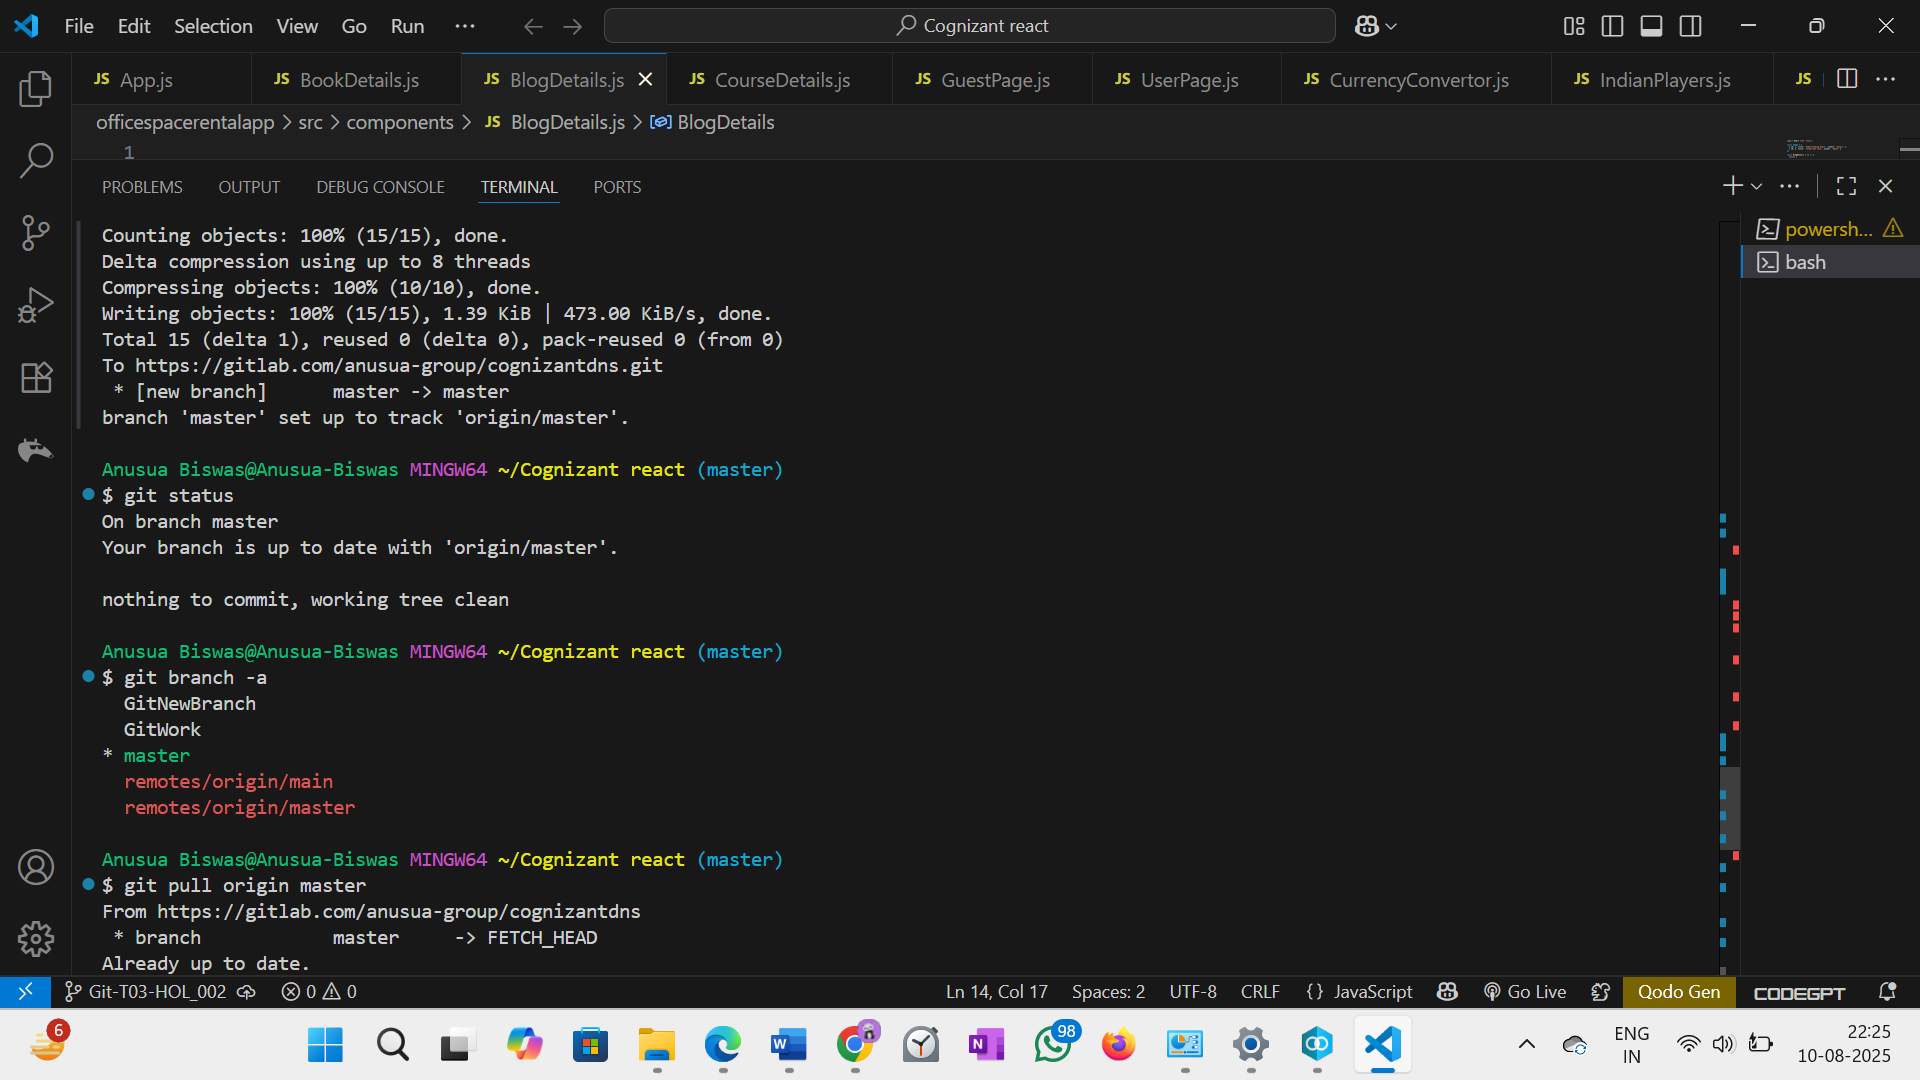 File Edit Selection View Go Run ··· Cognizant react
JS App.js JS BookDetails.js JS BlogDetails.js JS CourseDetails.js JS GuestPage.js JS UserPage.js JS CurrencyConvertor.js JS IndianPlayers.js JS
officespacerentalapp > src > components > JS BlogDetails.js > BlogDetails
1
PROBLEMS OUTPUT DEBUG CONSOLE TERMINAL PORTS
powersh...
bash
Counting objects: 100% (15/15), done.
Delta compression using up to 8 threads
Compressing objects: 100% (10/10), done.
Writing objects: 100% (15/15), 1.39 KiB | 473.00 KiB/s, done.
Total 15 (delta 1), reused 0 (delta 0), pack-reused 0 (from 0)
To https://gitlab.com/anusua-group/cognizantdns.git
* [new branch]      master -> master
branch 'master' set up to track 'origin/master'.
Anusua Biswas@Anusua-Biswas MINGW64 ~/Cognizant react (master)
$ git status
On branch master
Your branch is up to date with 'origin/master'.
nothing to commit, working tree clean
Anusua Biswas@Anusua-Biswas MINGW64 ~/Cognizant react (master)
$ git branch -a
GitNewBranch
GitWork
* master
remotes/origin/main
remotes/origin/master
Anusua Biswas@Anusua-Biswas MINGW64 ~/Cognizant react (master)
$ git pull origin master
From https://gitlab.com/anusua-group/cognizantdns
* branch            master     -> FETCH_HEAD
Already up to date.
Git-T03-HOL_002 0 0 Ln 14, Col 17 Spaces: 2 UTF-8 CRLF {} JavaScript Go Live Qodo Gen CODEGPT
6 98 ENG IN 22:25
10-08-2025